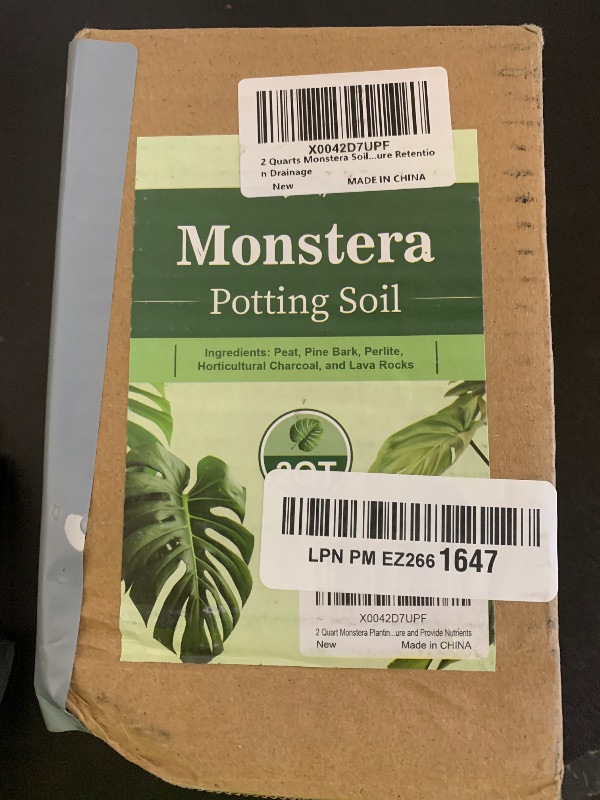 X0042D7UPF
2 Quarts Monstera Soil...ure Retentio
n Drainage
New MADE IN CHINA
Monstera
Potting Soil
Ingredients: Peat, Pine Bark, Perlite,
Horticultural Charcoal, and Lava Rocks
2QT
LPN PM EZ266 1647
X0042D7UPF
2 Quart Monstera Plantin...ure and Provide Nutrients
New Made in CHINA